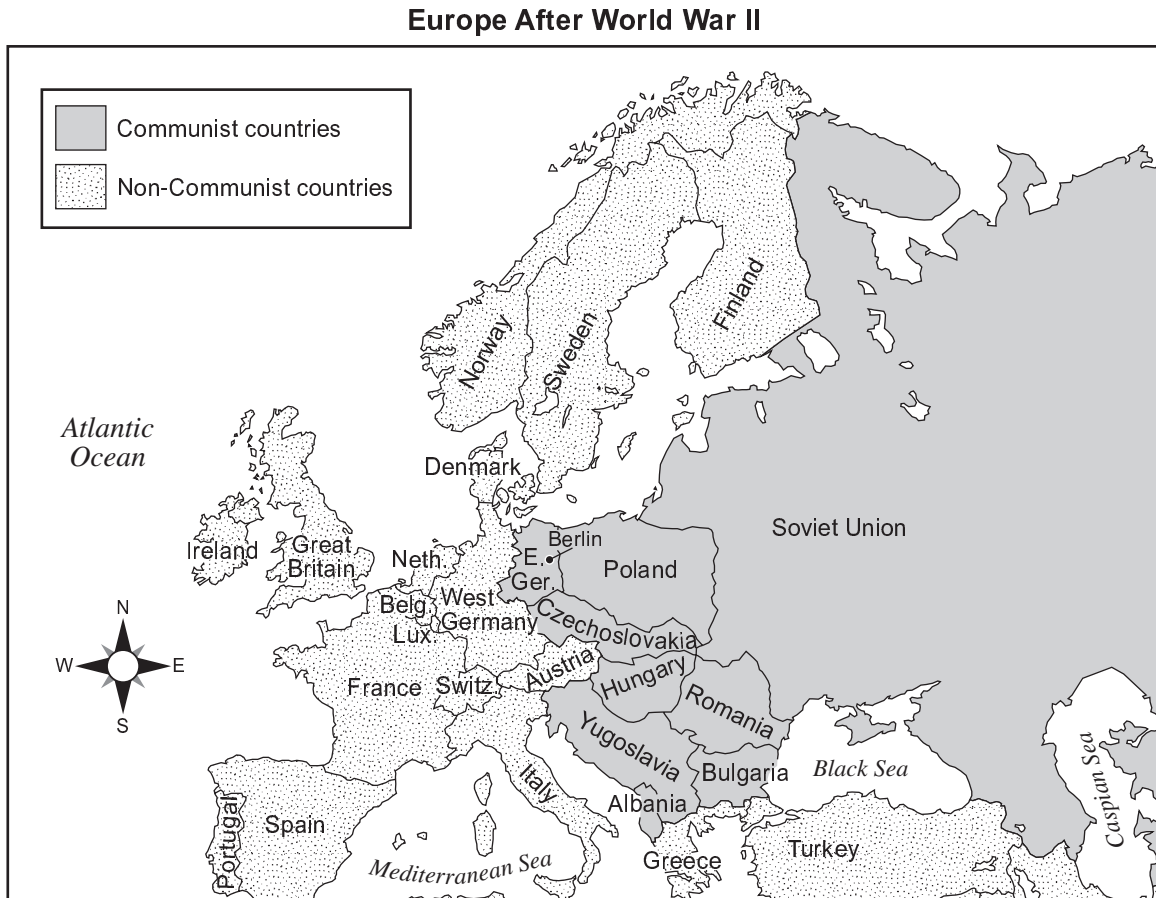 Europe After World War II
Communist countries
Non-Communist countries
Norway
Sweden
Finland
Atlantic
Ocean
Denmark
Soviet Union
Ireland
Great
Britain
Neth.
E.
Ger.
Berlin
Poland
Belg.
Lux.
West
Germany
Czechoslovakia
N
W
E
S
France
Switz.
Austria
Hungary
Romania
Yugoslavia
Bulgaria
Black Sea
Caspian Sea
Italy
Albania
Portugal
Spain
Mediterranean Sea
Greece
Turkey